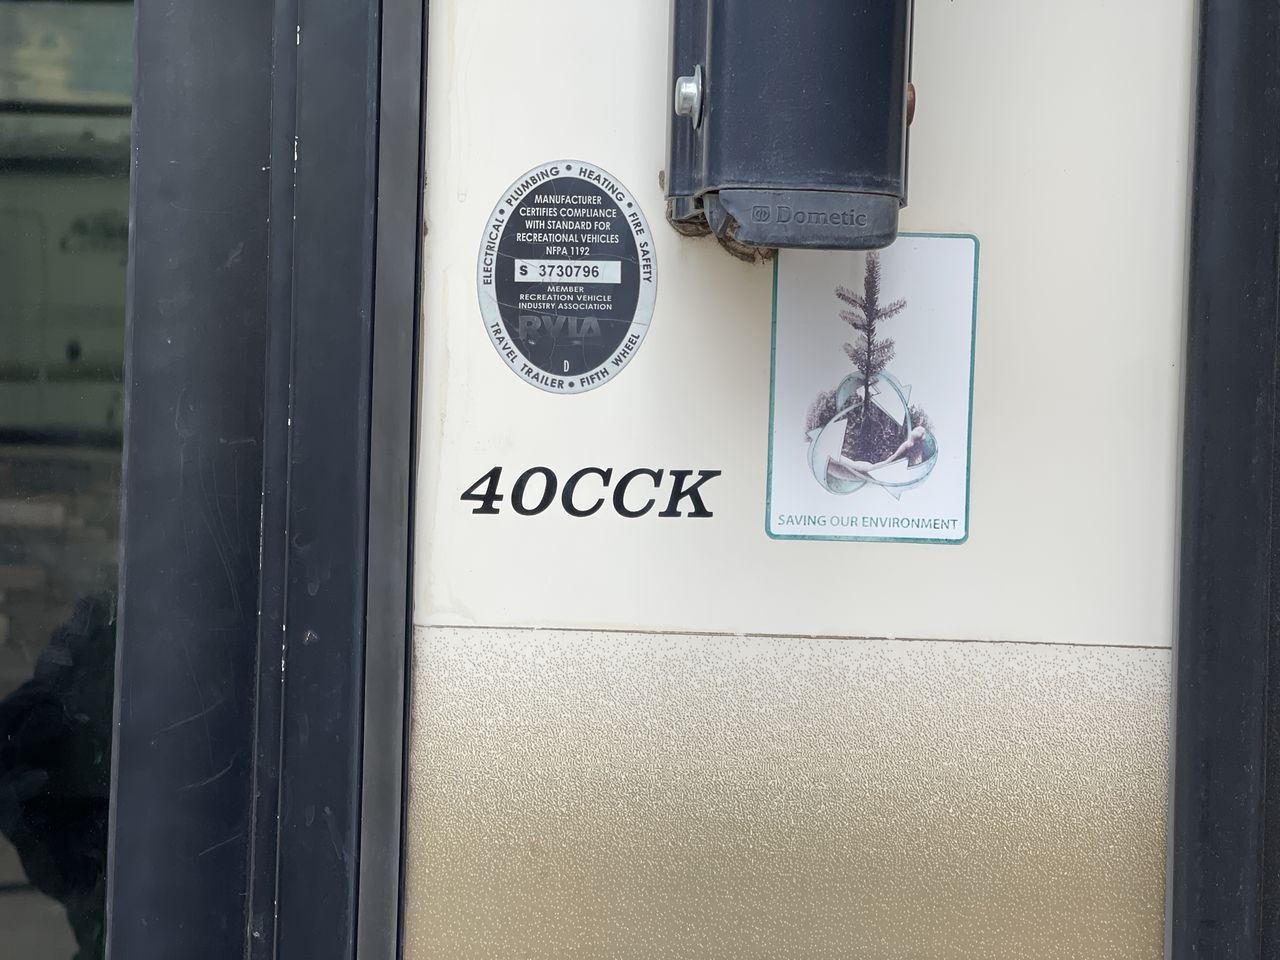 ELECTRICAL • PLUMBING • HEATING • FIRE SAFETY
MANUFACTURER
CERTIFIES COMPLIANCE
WITH STANDARD FOR
RECREATIONAL VEHICLES
NFPA 1192
S 3730796
MEMBER
RECREATION VEHICLE
INDUSTRY ASSOCIATION
RVIA
D
TRAVEL TRAILER • FIFTH WHEEL
Dometic
40CCK
SAVING OUR ENVIRONMENT